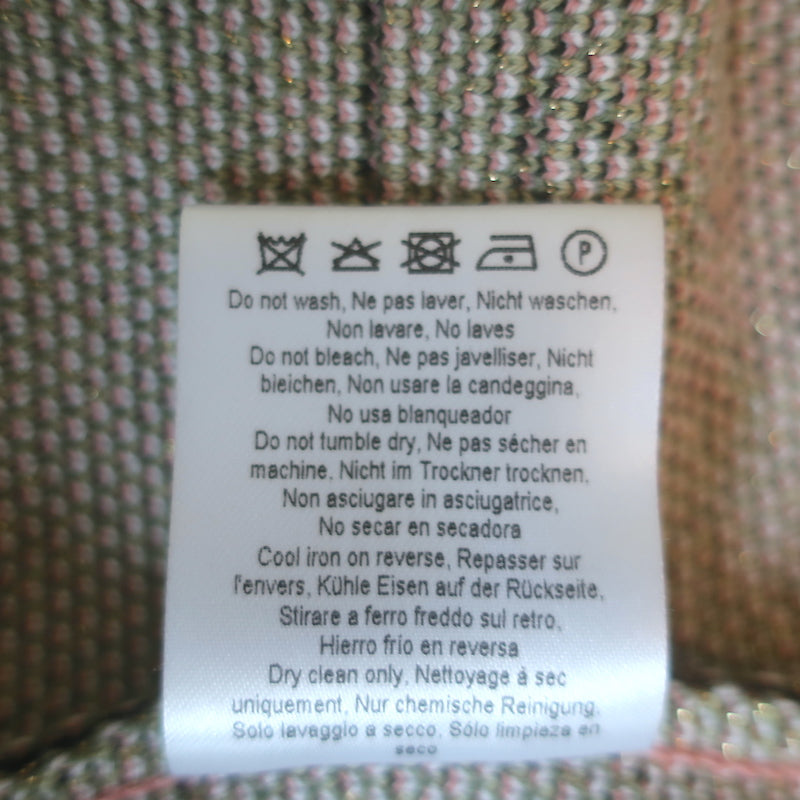 P
Do not wash, Ne pas laver, Nicht waschen,
Non lavare, No laves
Do not bleach, Ne pas javelliser, Nicht
bleichen, Non usare la candeggina,
No usa blanqueador
Do not tumble dry, Ne pas sécher en
machine, Nicht im Trockner trocknen,
Non asciugare in asciugatrice,
No secar en secadora
Cool iron on reverse, Repasser sur
l'envers, Kühle Eisen auf der Rückseite,
Stirare a ferro freddo sul retro,
Hierro frío en reversa
Dry clean only, Nettoyage à sec
uniquement, Nur chemische Reinigung,
Solo lavaggio a secco, Sólo limpieza en
seco